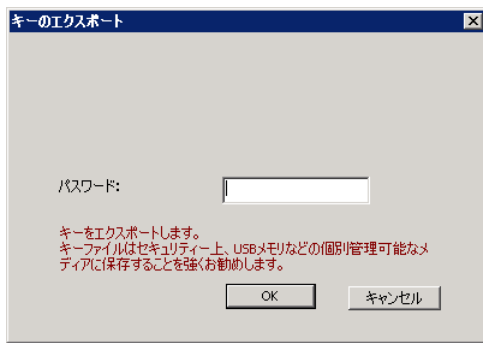 キーのエクスポート
パスワード:
キーをエクスポートします。
キーファイルはセキュリティー上、USBメモリなどの個別管理可能なメ
ディアに保存することを強くお勧めします。
OK キャンセル